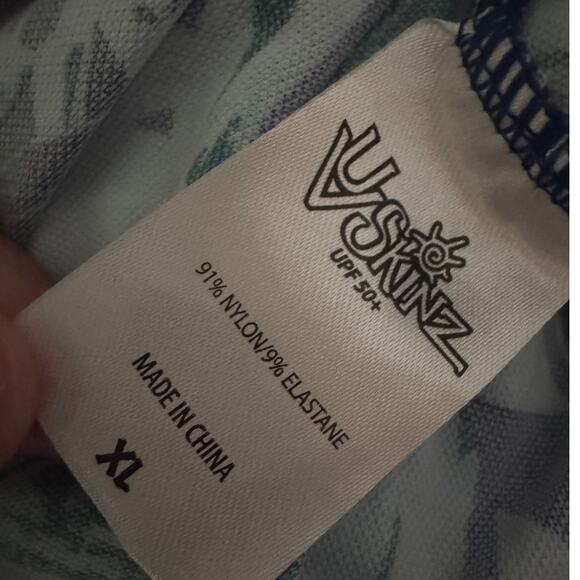 UV SKINZ
UPF 50+
91% NYLON/9% ELASTANE
MADE IN CHINA
XL